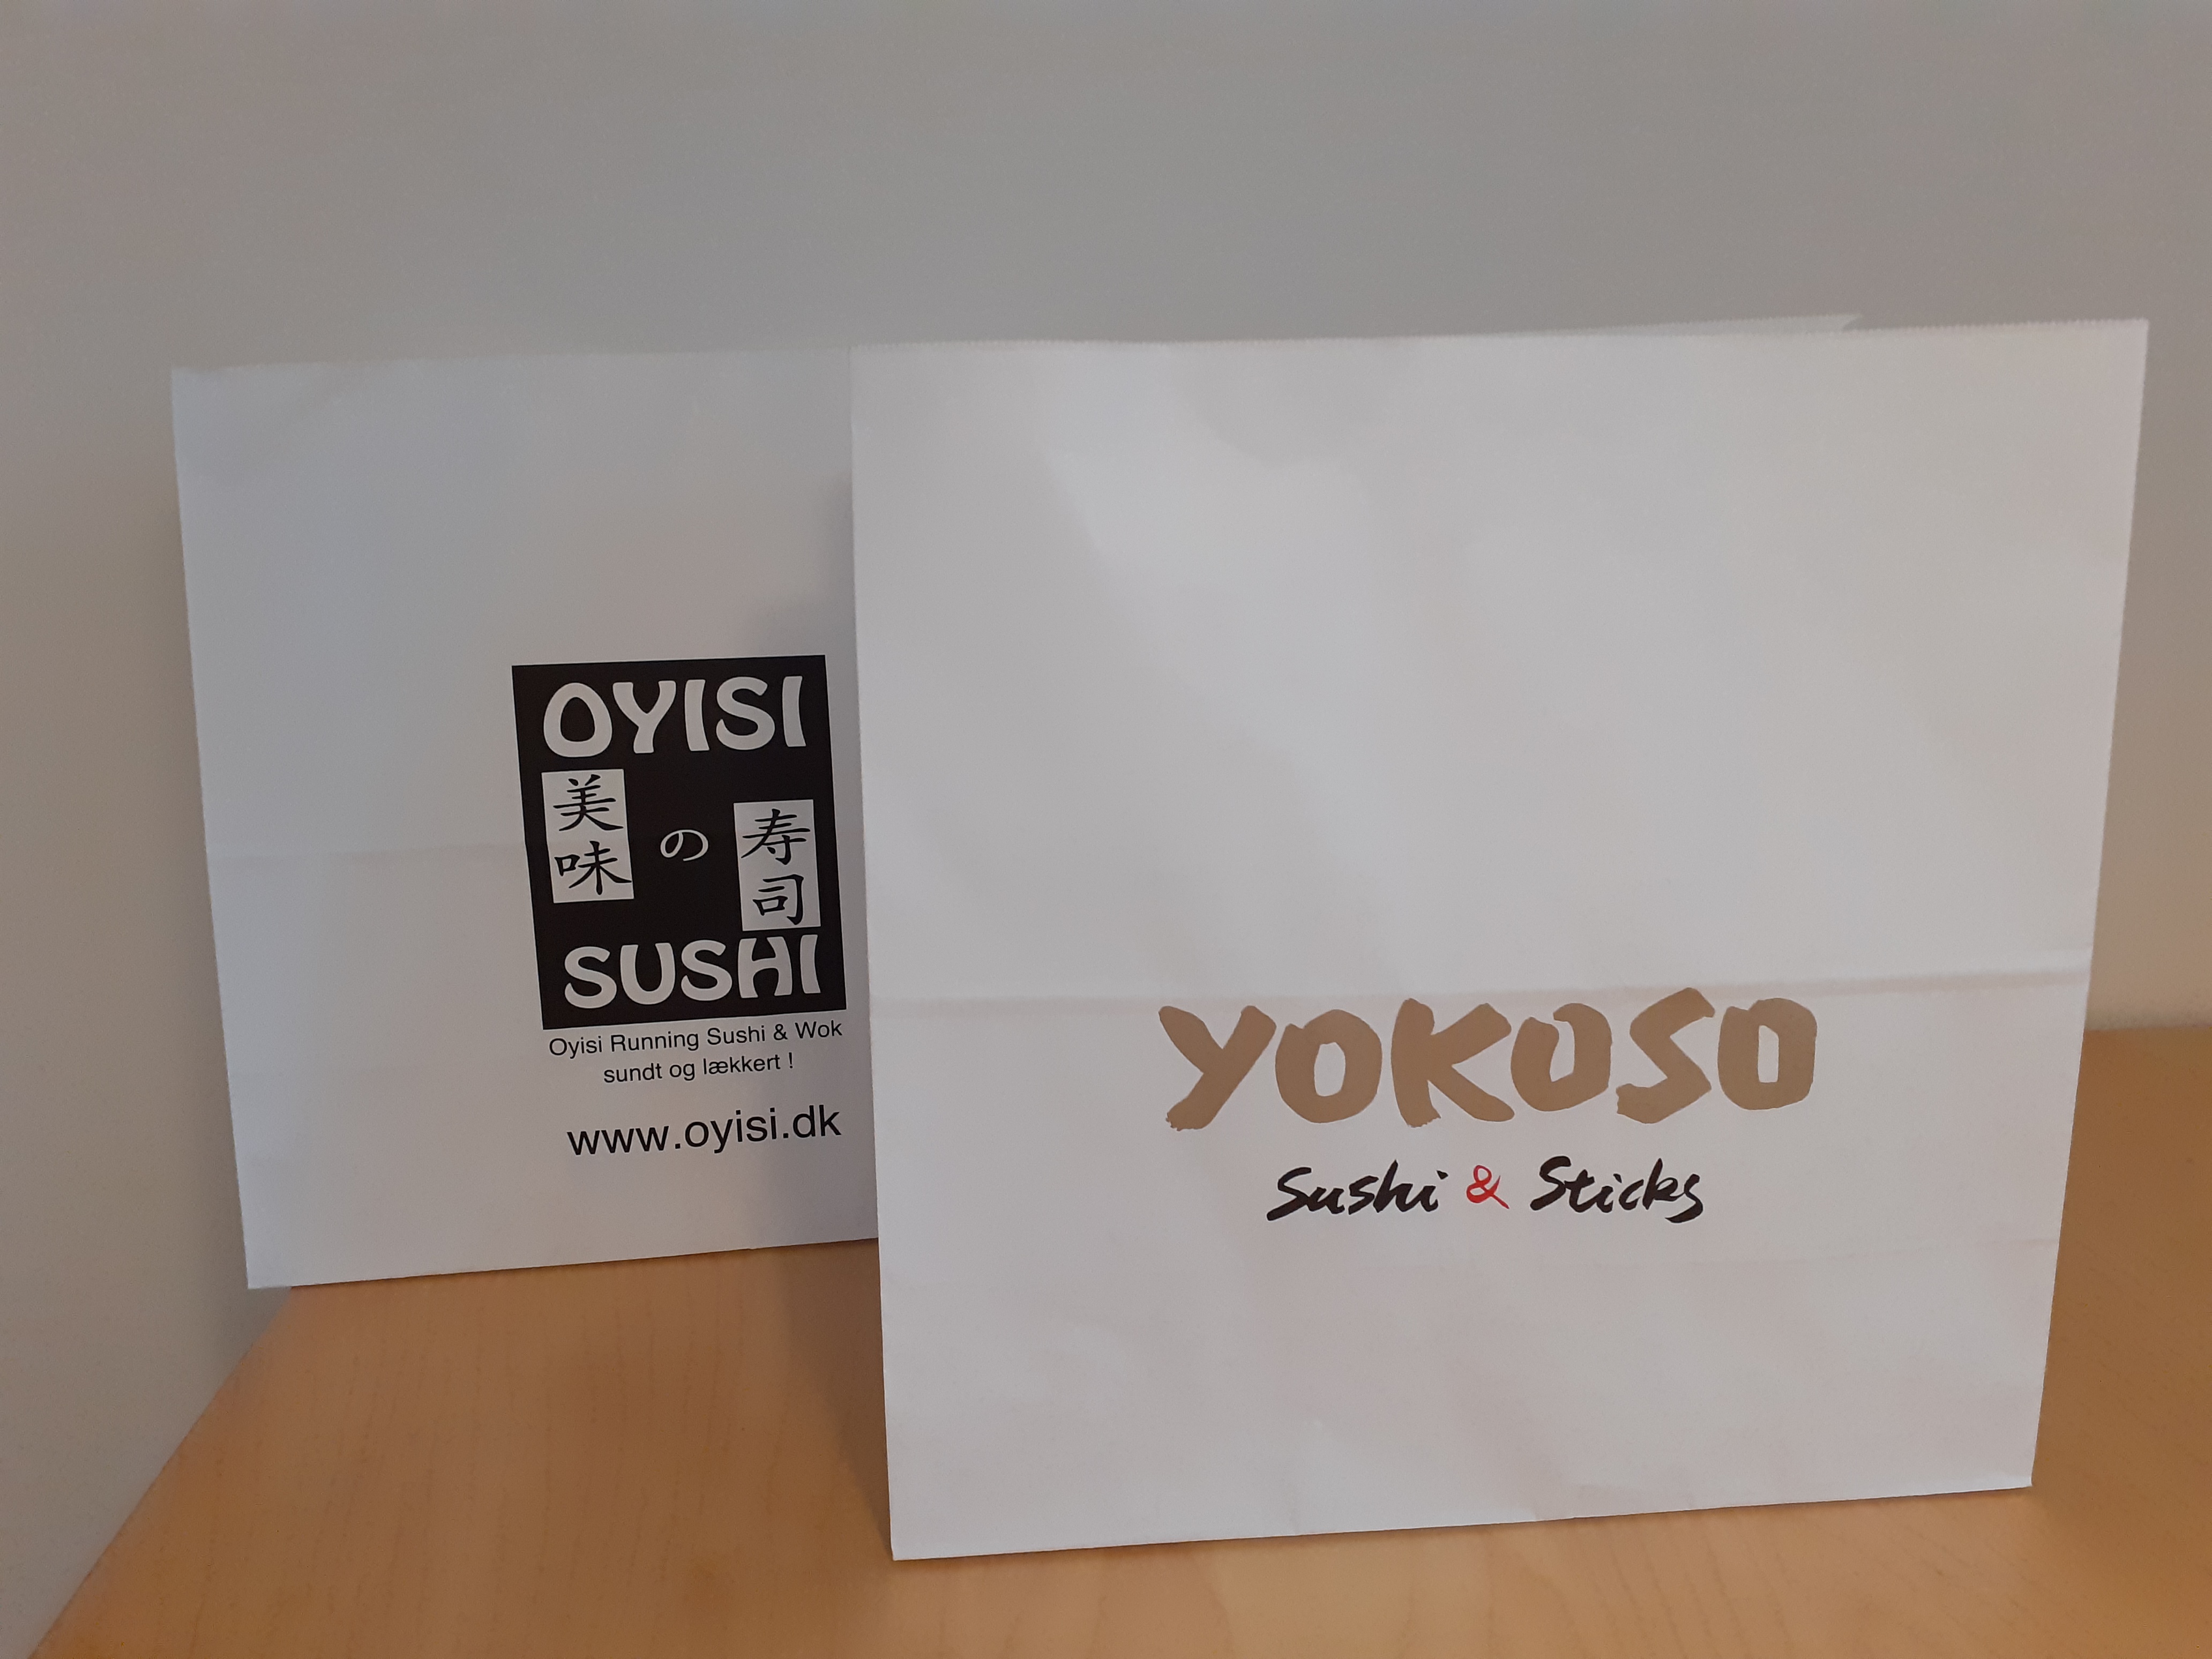 OYISI
美味 の 寿司
SUSHI
Oyisi Running Sushi & Wok
sundt og lækkert !
www.oyisi.dk
YOKOSO
Sushi & Sticks